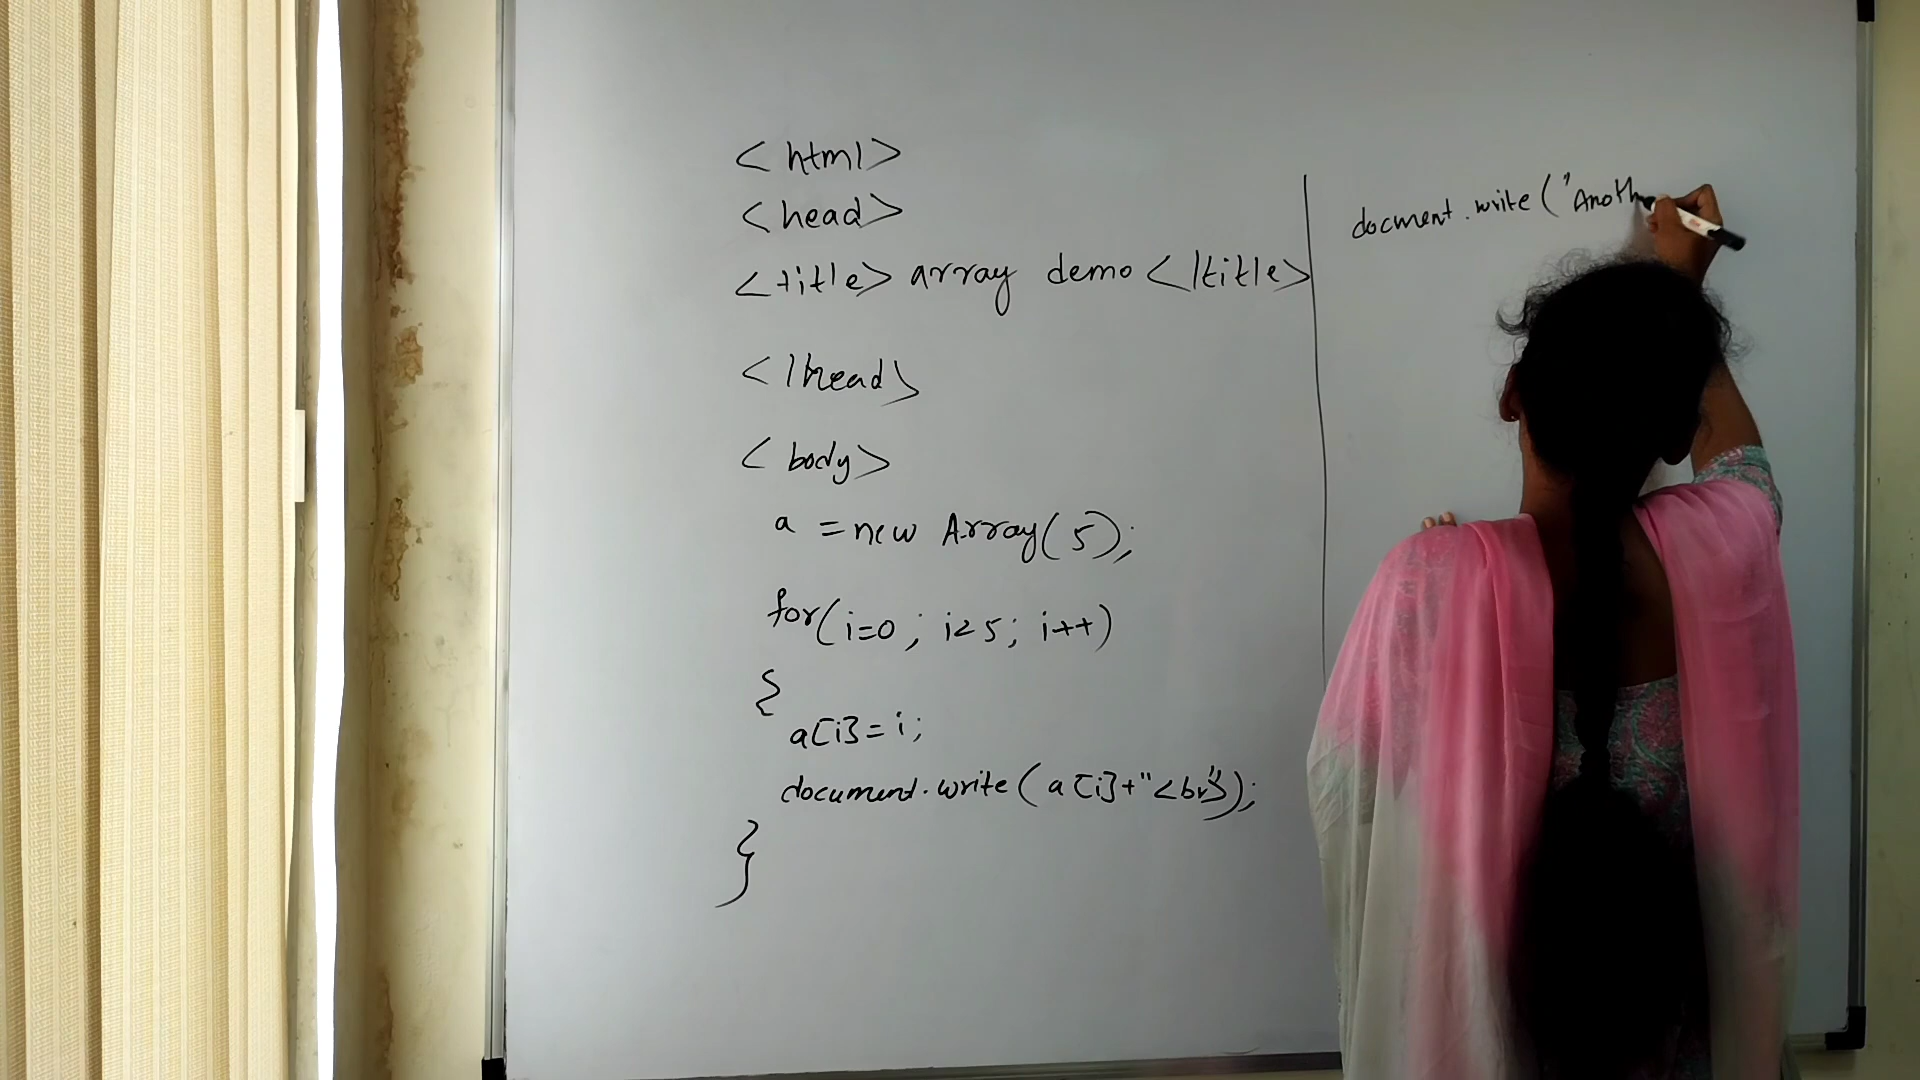 <html>
<head>
<title> array demo </title>
</head>
<body>
a = new Array(5);
for(i=0; i<5; i++)
{
a[i]=i;
document.write(a[i]+"<br>");
}
document.write("Anoth